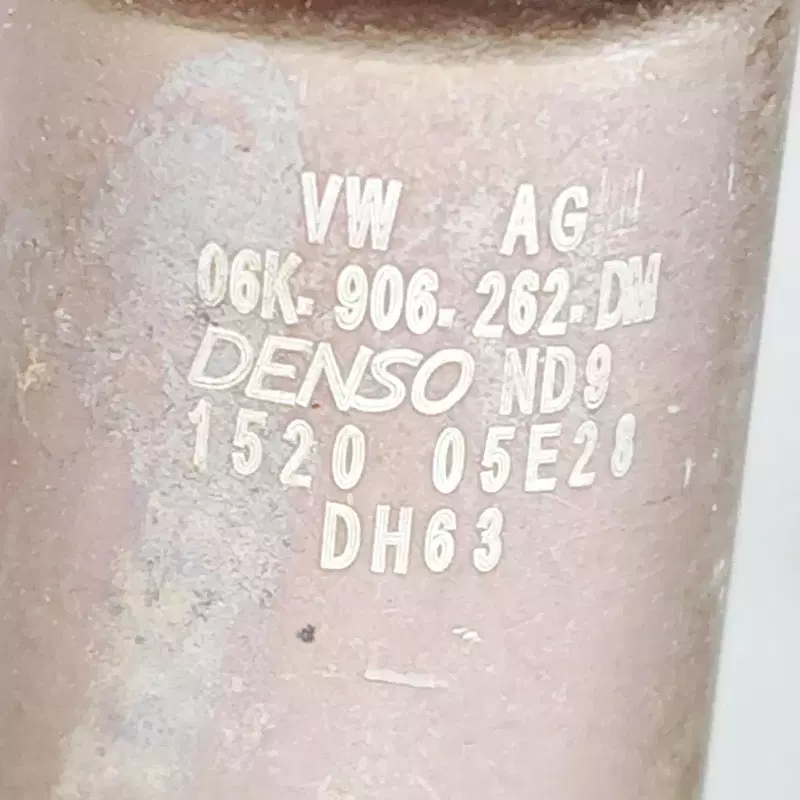 VW AG
06K.906.262.DM
DENSO ND9
1520 05E28
DH63